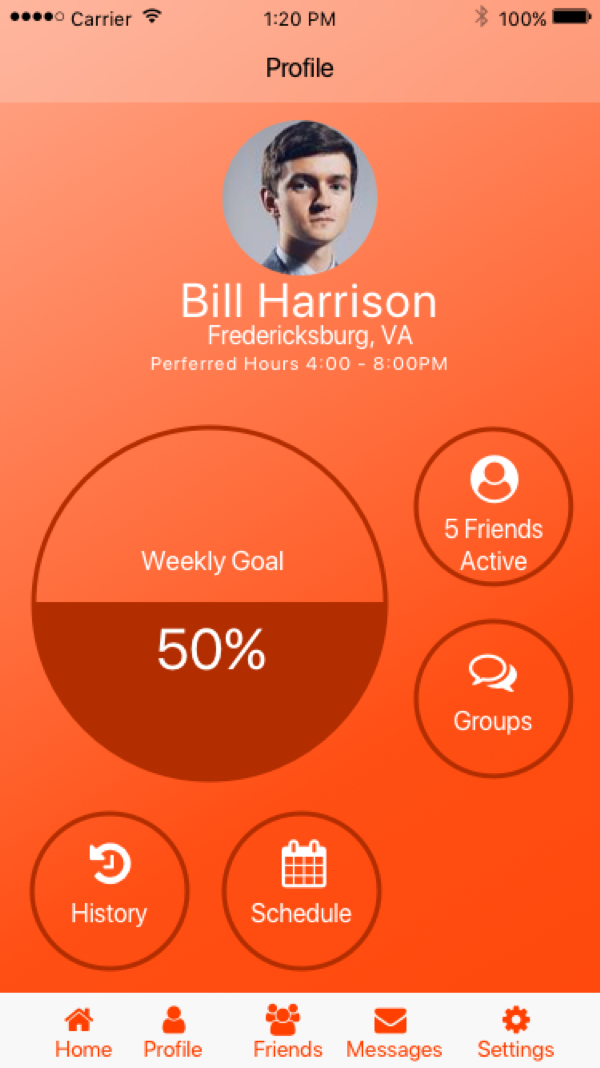 Carrier 1:20 PM 100%
Profile
Bill Harrison
Fredericksburg, VA
Perferred Hours 4:00 - 8:00PM
Weekly Goal
50%
5 Friends
Active
Groups
History
Schedule
Home Profile Friends Messages Settings